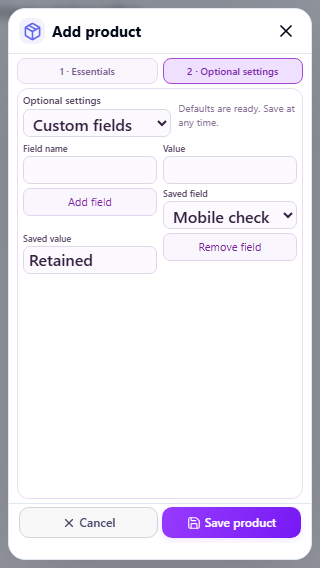 Add product
1 · Essentials
2 · Optional settings
Optional settings
Defaults are ready. Save at
any time.
Custom fields
Field name
Value
Add field
Saved field
Mobile check
Saved value
Retained
Remove field
Cancel
Save product